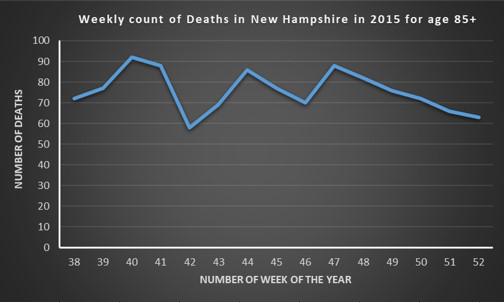 Weekly count of Deaths in New Hampshire in 2015 for age 85+
NUMBER OF DEATHS
100
90
80
70
60
50
40
30
20
10
0
38 39 40 41 42 43 44 45 46 47 48 49 50 51 52
NUMBER OF WEEK OF THE YEAR